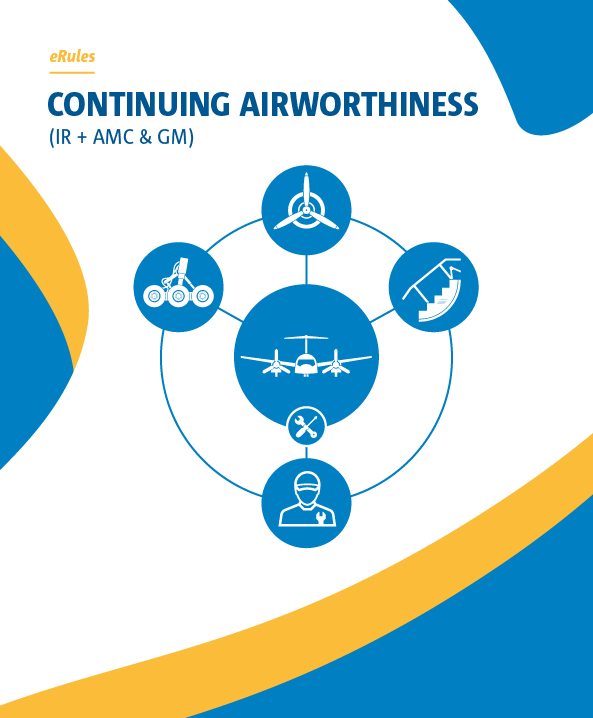 eRules
CONTINUING AIRWORTHINESS
(IR + AMC & GM)